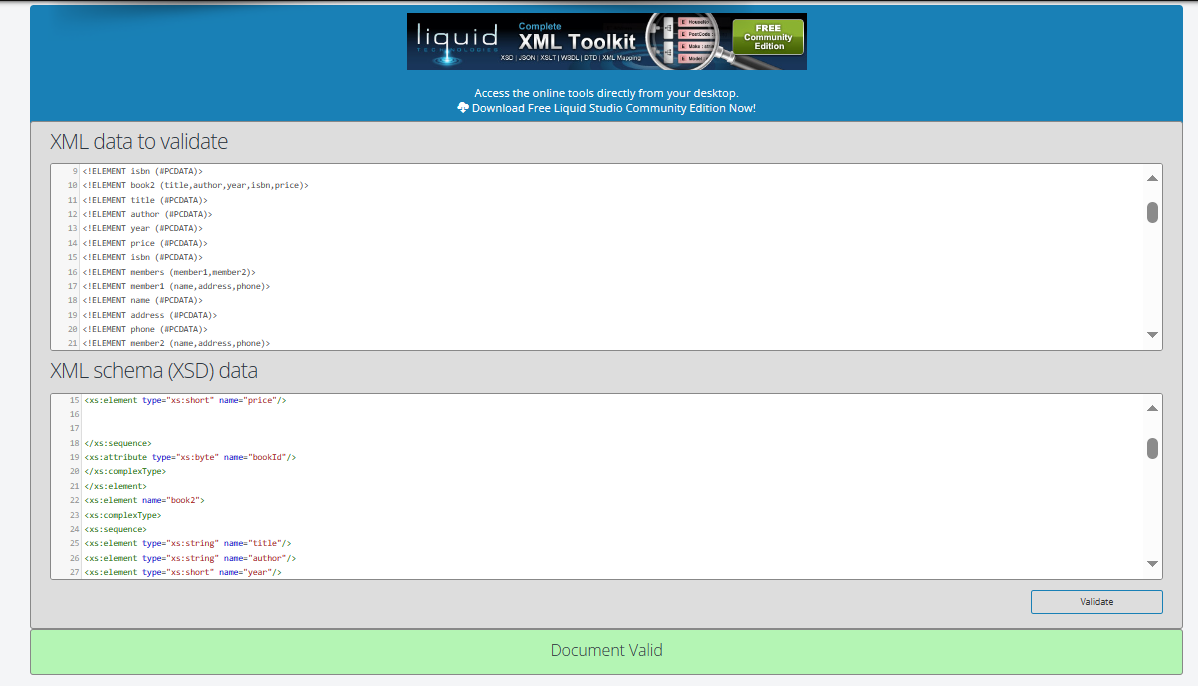 liquid
TECHNOLOGIES
Complete
XML Toolkit
XSD | JSON | XSLT | WSDL | DTD | XML Mapping
E PostCode
E Make
E Model
FREE
Community
Edition
Access the online tools directly from your desktop.
Download Free Liquid Studio Community Edition Now!
XML data to validate
9 <!ELEMENT isbn (#PCDATA)>
10 <!ELEMENT book2 (title,author,year,isbn,price)>
11 <!ELEMENT title (#PCDATA)>
12 <!ELEMENT author (#PCDATA)>
13 <!ELEMENT year (#PCDATA)>
14 <!ELEMENT price (#PCDATA)>
15 <!ELEMENT isbn (#PCDATA)>
16 <!ELEMENT members (member1,member2)>
17 <!ELEMENT member1 (name,address,phone)>
18 <!ELEMENT name (#PCDATA)>
19 <!ELEMENT address (#PCDATA)>
20 <!ELEMENT phone (#PCDATA)>
21 <!ELEMENT member2 (name,address,phone)>
XML schema (XSD) data
15 <xs:element type="xs:short" name="price"/>
16
17
18 </xs:sequence>
19 <xs:attribute type="xs:byte" name="bookId"/>
20 </xs:complexType>
21 </xs:element>
22 <xs:element name="book2">
23 <xs:complexType>
24 <xs:sequence>
25 <xs:element type="xs:string" name="title"/>
26 <xs:element type="xs:string" name="author"/>
27 <xs:element type="xs:short" name="year"/>
Validate
Document Valid